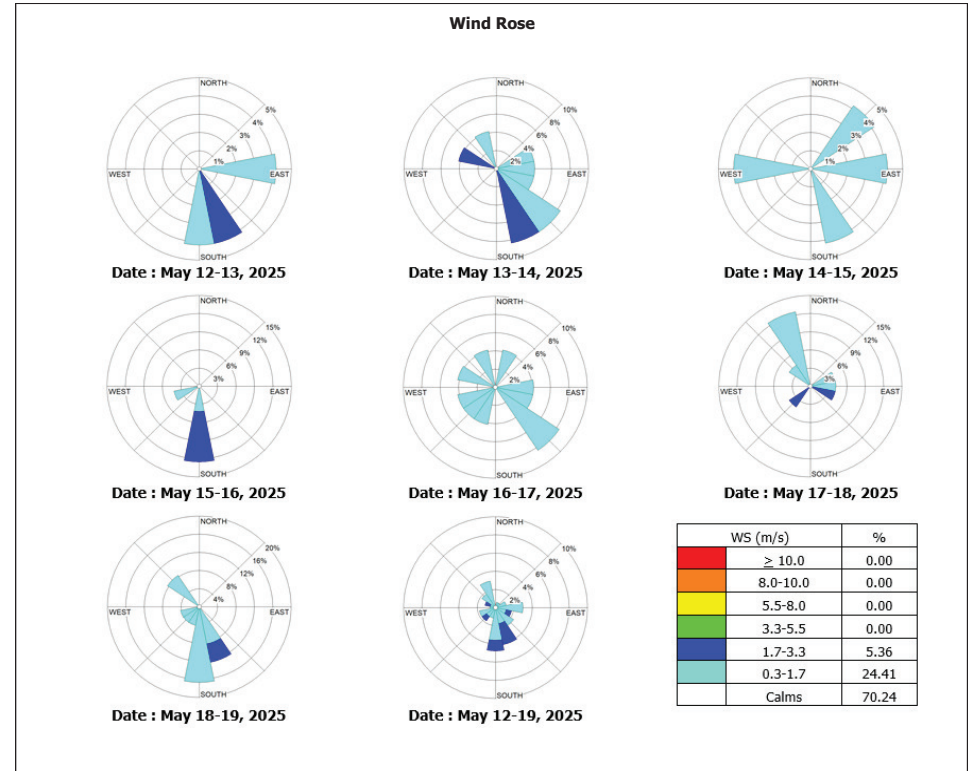 Wind Rose
NORTH
5%
4%
3%
2%
1%
WEST
EAST
SOUTH
Date : May 12-13, 2025
NORTH
10%
8%
6%
4%
2%
WEST
EAST
SOUTH
Date : May 13-14, 2025
NORTH
5%
4%
3%
2%
1%
WEST
EAST
SOUTH
Date : May 14-15, 2025
NORTH
15%
12%
9%
6%
3%
WEST
EAST
SOUTH
Date : May 15-16, 2025
NORTH
10%
8%
6%
4%
2%
WEST
EAST
SOUTH
Date : May 16-17, 2025
NORTH
15%
12%
9%
6%
3%
WEST
EAST
SOUTH
Date : May 17-18, 2025
NORTH
20%
16%
12%
8%
4%
WEST
EAST
SOUTH
Date : May 18-19, 2025
NORTH
10%
8%
6%
4%
2%
WEST
EAST
SOUTH
Date : May 12-19, 2025
WS (m/s) %
≥ 10.0 0.00
8.0-10.0 0.00
5.5-8.0 0.00
3.3-5.5 0.00
1.7-3.3 5.36
0.3-1.7 24.41
Calms 70.24